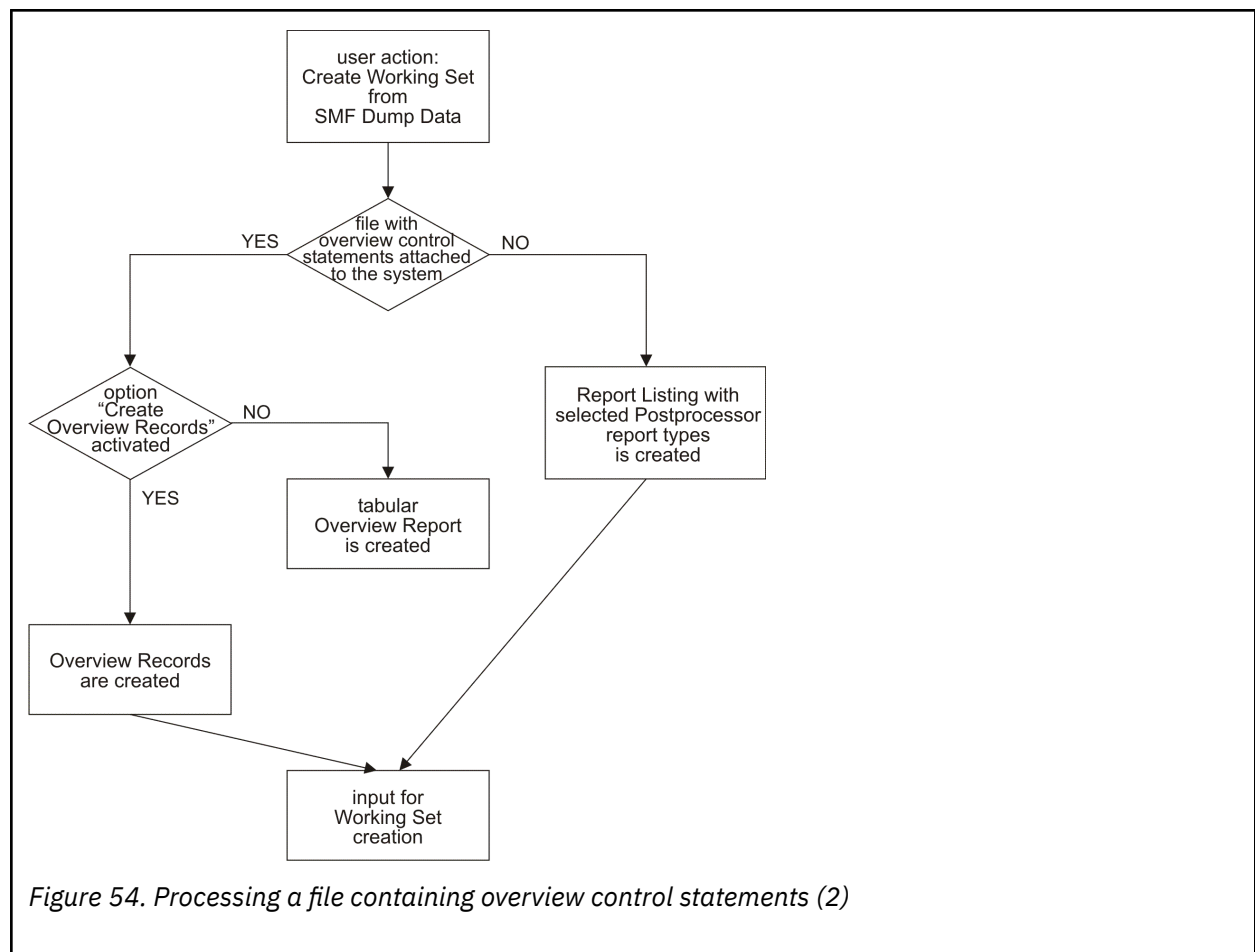 user action:
Create Working Set
from
SMF Dump Data
file with
overview control
statements attached
to the system
YES
NO
option
“Create
Overview Records”
activated
NO
YES
Report Listing with
selected Postprocessor
report types
is created
tabular
Overview Report
is created
Overview Records
are created
input for
Working Set
creation
Figure 54. Processing a file containing overview control statements (2)